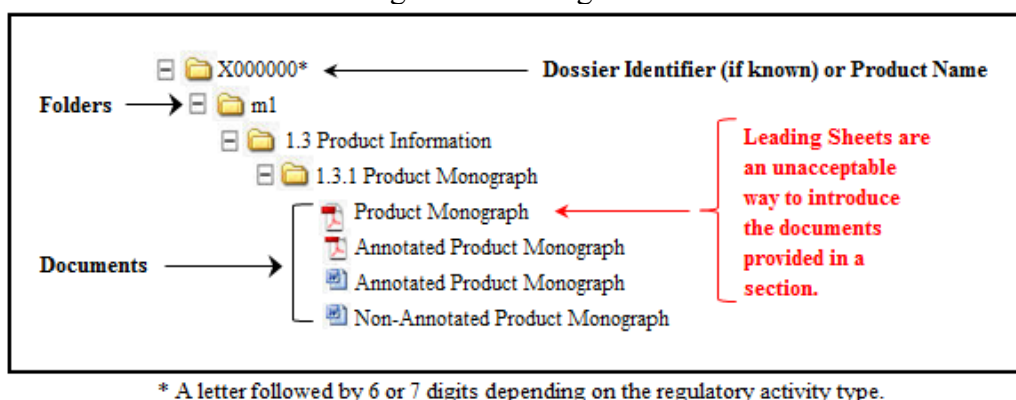 X000000*
Dossier Identifier (if known) or Product Name
Folders
m1
1.3 Product Information
1.3.1 Product Monograph
Product Monograph
Annotated Product Monograph
Documents
Annotated Product Monograph
Non-Annotated Product Monograph
Leading Sheets are
an unacceptable
way to introduce
the documents
provided in a
section.
* A letter followed by 6 or 7 digits depending on the regulatory activity type.